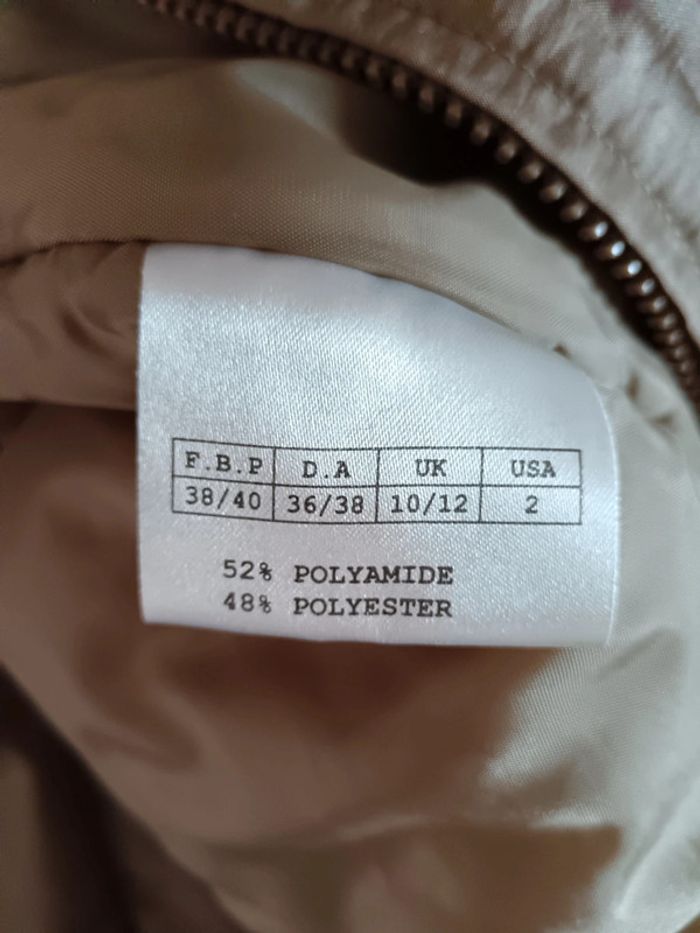 F.B.P D.A UK USA
38/40 36/38 10/12 2
52% POLYAMIDE
48% POLYESTER